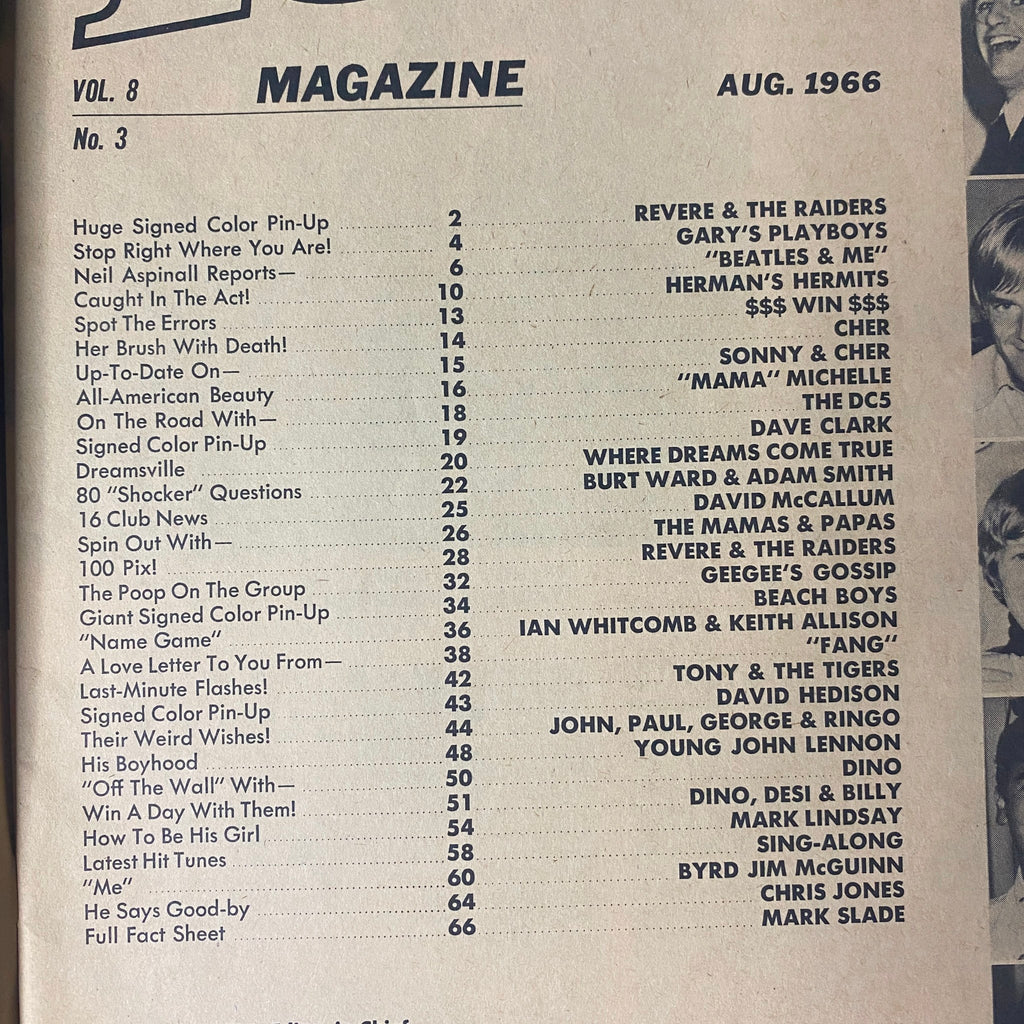 VOL. 8 MAGAZINE AUG. 1966
No. 3
Huge Signed Color Pin-Up 2 REVERE & THE RAIDERS
Stop Right Where You Are! 4 GARY'S PLAYBOYS
Neil Aspinall Reports— 6 "BEATLES & ME"
Caught In The Act! 10 HERMAN'S HERMITS
Spot The Errors 13 $$$ WIN $$$
Her Brush With Death! 14 CHER
Up-To-Date On— 15 SONNY & CHER
All-American Beauty 16 "MAMA" MICHELLE
On The Road With— 18 THE DC5
Signed Color Pin-Up 19 DAVE CLARK
Dreamsville 20 WHERE DREAMS COME TRUE
80 "Shocker" Questions 22 BURT WARD & ADAM SMITH
16 Club News 25 DAVID McCALLUM
Spin Out With— 26 THE MAMAS & PAPAS
100 Pix! 28 REVERE & THE RAIDERS
The Poop On The Group 32 GEEGEE'S GOSSIP
Giant Signed Color Pin-Up 34 BEACH BOYS
"Name Game" 36 IAN WHITCOMB & KEITH ALLISON
A Love Letter To You From— 38 "FANG"
Last-Minute Flashes! 42 TONY & THE TIGERS
Signed Color Pin-Up 43 DAVID HEDISON
Their Weird Wishes! 44 JOHN, PAUL, GEORGE & RINGO
His Boyhood 48 YOUNG JOHN LENNON
"Off The Wall" With— 50 DINO
Win A Day With Them! 51 DINO, DESI & BILLY
How To Be His Girl 54 MARK LINDSAY
Latest Hit Tunes 58 SING-ALONG
"Me" 60 BYRD JIM McGUINN
He Says Good-by 64 CHRIS JONES
Full Fact Sheet 66 MARK SLADE